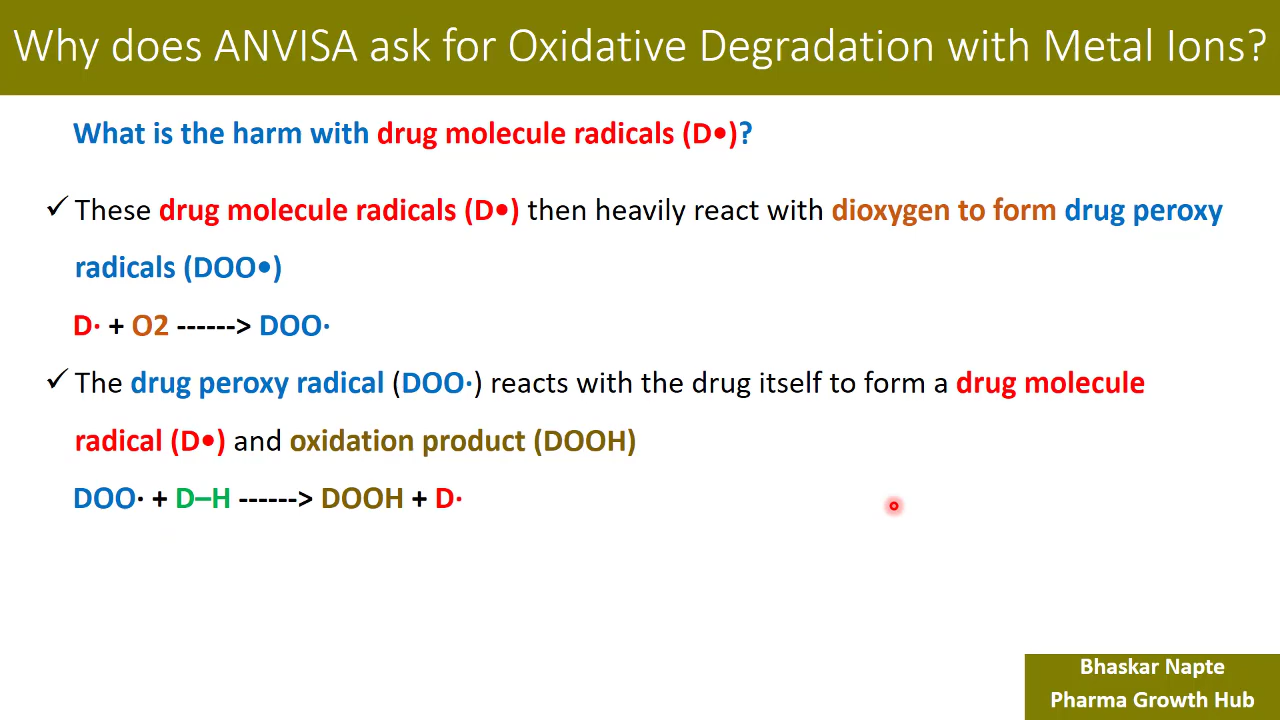 Why does ANVISA ask for Oxidative Degradation with Metal Ions?
What is the harm with drug molecule radicals (D•)?
✓ These drug molecule radicals (D•) then heavily react with dioxygen to form drug peroxy
radicals (DOO•)
D· + O2 ------> DOO·
✓ The drug peroxy radical (DOO·) reacts with the drug itself to form a drug molecule
radical (D•) and oxidation product (DOOH)
DOO· + D–H ------> DOOH + D·
Bhaskar Napte
Pharma Growth Hub